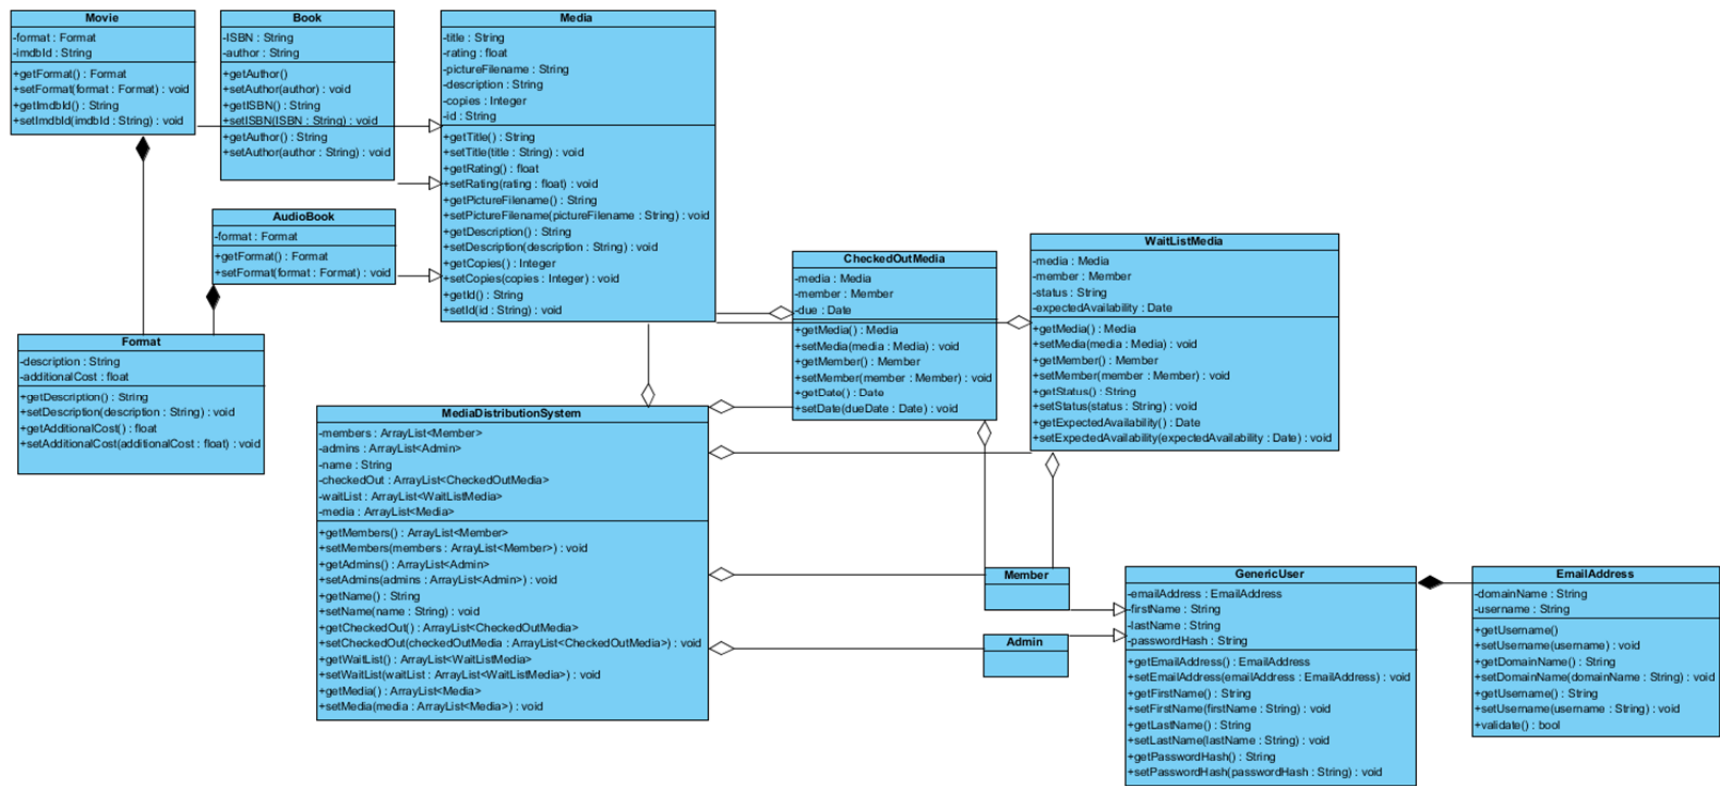 Movie
-format : Format
-imdbId : String
+getFormat() : Format
+setFormat(format : Format) : void
+getImdbId() : String
+setImdbId(imdbId : String) : void
Book
-ISBN : String
-author : String
+getAuthor()
+setAuthor(author) : void
+getISBN() : String
+setISBN(ISBN : String) : void
+getAuthor() : String
+setAuthor(author : String) : void
Media
-title : String
-rating : float
-pictureFilename : String
-description : String
-copies : Integer
-id : String
+getTitle() : String
+setTitle(title : String) : void
+getRating() : float
+setRating(rating : float) : void
+getPictureFilename() : String
+setPictureFilename(pictureFilename : String) : void
+getDescription() : String
+setDescription(description : String) : void
+getCopies() : Integer
+setCopies(copies : Integer) : void
+getId() : String
+setId(id : String) : void
AudioBook
-format : Format
+getFormat() : Format
+setFormat(format : Format) : void
Format
-description : String
-additionalCost : float
+getDescription() : String
+setDescription(description : String) : void
+getAdditionalCost() : float
+setAdditionalCost(additionalCost : float) : void
CheckedOutMedia
-media : Media
-member : Member
-due : Date
+getMedia() : Media
+setMedia(media : Media) : void
+getMember() : Member
+setMember(member : Member) : void
+getDate() : Date
+setDate(dueDate : Date) : void
WaitListMedia
-media : Media
-member : Member
-status : String
-expectedAvailability : Date
+getMedia() : Media
+setMedia(media : Media) : void
+getMember() : Member
+setMember(member : Member) : void
+getStatus() : String
+setStatus(status : String) : void
+getExpectedAvailability() : Date
+setExpectedAvailability(expectedAvailability : Date) : void
MediaDistributionSystem
-members : ArrayList<Member>
-admins : ArrayList<Admin>
-name : String
-checkedOut : ArrayList<CheckedOutMedia>
-waitList : ArrayList<WaitListMedia>
-media : ArrayList<Media>
+getMembers() : ArrayList<Member>
+setMembers(members : ArrayList<Member>) : void
+getAdmins() : ArrayList<Admin>
+setAdmins(admins : ArrayList<Admin>) : void
+getName() : String
+setName(name : String) : void
+getCheckedOut() : ArrayList<CheckedOutMedia>
+setCheckedOut(checkedOutMedia : ArrayList<CheckedOutMedia>) : void
+getWaitList() : ArrayList<WaitListMedia>
+setWaitList(waitList : ArrayList<WaitListMedia>) : void
+getMedia() : ArrayList<Media>
+setMedia(media : ArrayList<Media>) : void
Member
Admin
GenericUser
-emailAddress : EmailAddress
-firstName : String
-lastName : String
-passwordHash : String
+getEmailAddress() : EmailAddress
+setEmailAddress(emailAddress : EmailAddress) : void
+getFirstName() : String
+setFirstName(firstName : String) : void
+getLastName() : String
+setLastName(lastName : String) : void
+getPasswordHash() : String
+setPasswordHash(passwordHash : String) : void
EmailAddress
-domainName : String
-username : String
+getUsername()
+setUsername(username) : void
+getDomainName() : String
+setDomainName(domainName : String) : void
+getUsername() : String
+setUsername(username : String) : void
+validate() : bool